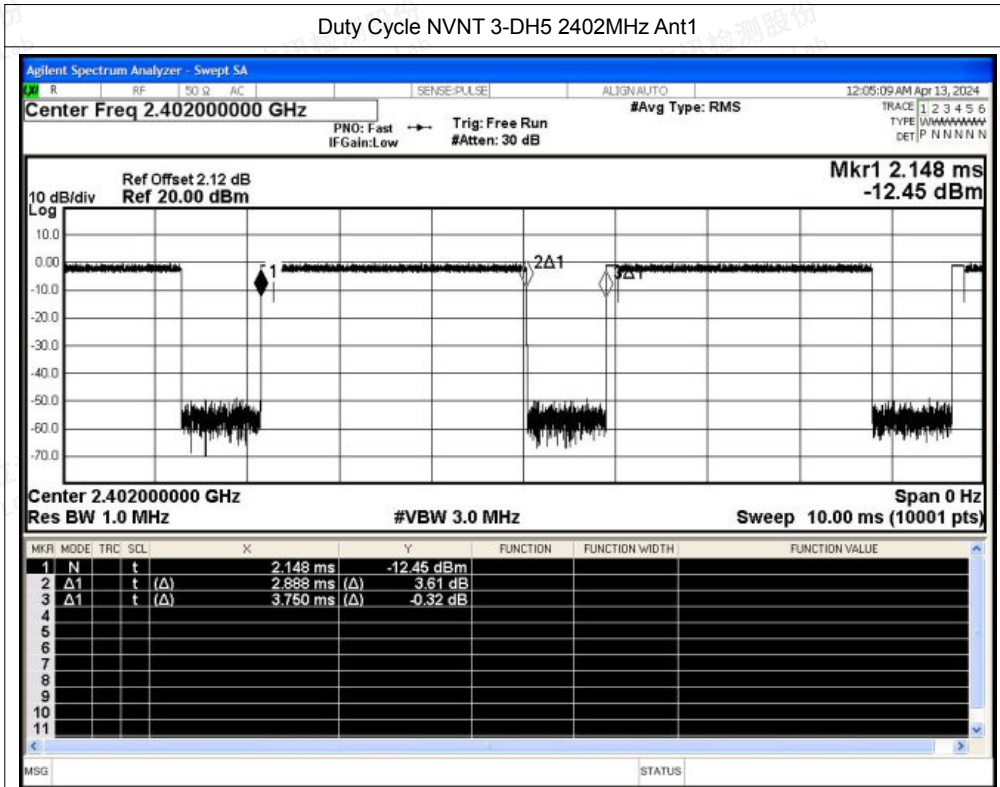 Duty Cycle NVNT 3-DH5 2402MHz Ant1
Agilent Spectrum Analyzer - Swept SA
R RF 50 Ω AC SENSE:PULSE ALIGN AUTO 12:05:09 AM Apr 13, 2024
Center Freq 2.402000000 GHz #Avg Type: RMS TRACE 1 2 3 4 5 6
PNO: Fast Trig: Free Run TYPE
IFGain:Low #Atten: 30 dB DET P N N N N N
Mkr1 2.148 ms
Ref Offset 2.12 dB
10 dB/div Ref 20.00 dBm -12.45 dBm
Log
10.0
0.00
2Δ1
1
3Δ1
-10.0
-20.0
-30.0
-40.0
-50.0
-60.0
-70.0
Center 2.402000000 GHz Span 0 Hz
Res BW 1.0 MHz #VBW 3.0 MHz Sweep 10.00 ms (10001 pts)
MKR MODE TRC SCL X Y FUNCTION FUNCTION WIDTH FUNCTION VALUE
1 N t 2.148 ms -12.45 dBm
2 Δ1 t (Δ) 2.888 ms (Δ) 3.61 dB
3 Δ1 t (Δ) 3.750 ms (Δ) -0.32 dB
4
5
6
7
8
9
10
11
MSG STATUS